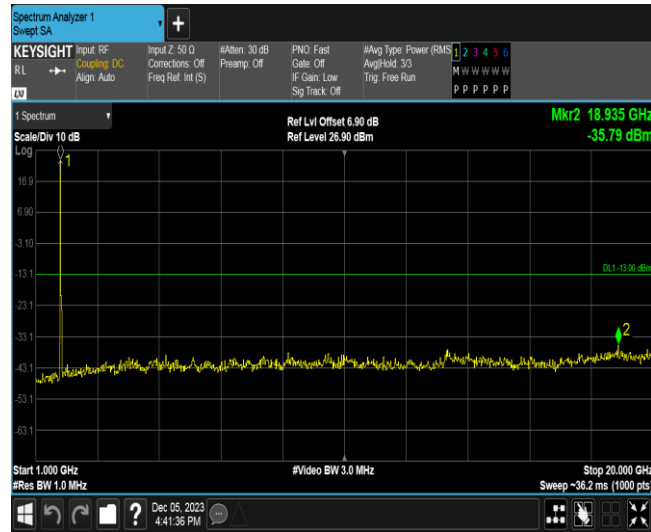 Spectrum Analyzer 1
Swept SA
+
KEYSIGHT
RL
LXI
Input: RF
Coupling: DC
Align: Auto
Input Z: 50 Ω
Corrections: Off
Freq Ref: Int (S)
#Atten: 30 dB
Preamp: Off
PNO: Fast
Gate: Off
IF Gain: Low
Sig Track: Off
#Avg Type: Power (RMS
Avg|Hold: 3/3
Trig: Free Run
1 2 3 4 5 6
M W W W W W
P P P P P P
1 Spectrum
Scale/Div 10 dB
Log
Ref Lvl Offset 6.90 dB
Ref Level 26.90 dBm
Mkr2 18.935 GHz
-35.79 dBm
1
16.9
6.90
-3.10
-13.1
DL1 -13.00 dBm
-23.1
-33.1
2
-43.1
-53.1
-63.1
Start 1.000 GHz
#Res BW 1.0 MHz
#Video BW 3.0 MHz
Stop 20.000 GHz
Sweep ~36.2 ms (1000 pts)
?
Dec 05, 2023
4:41:36 PM